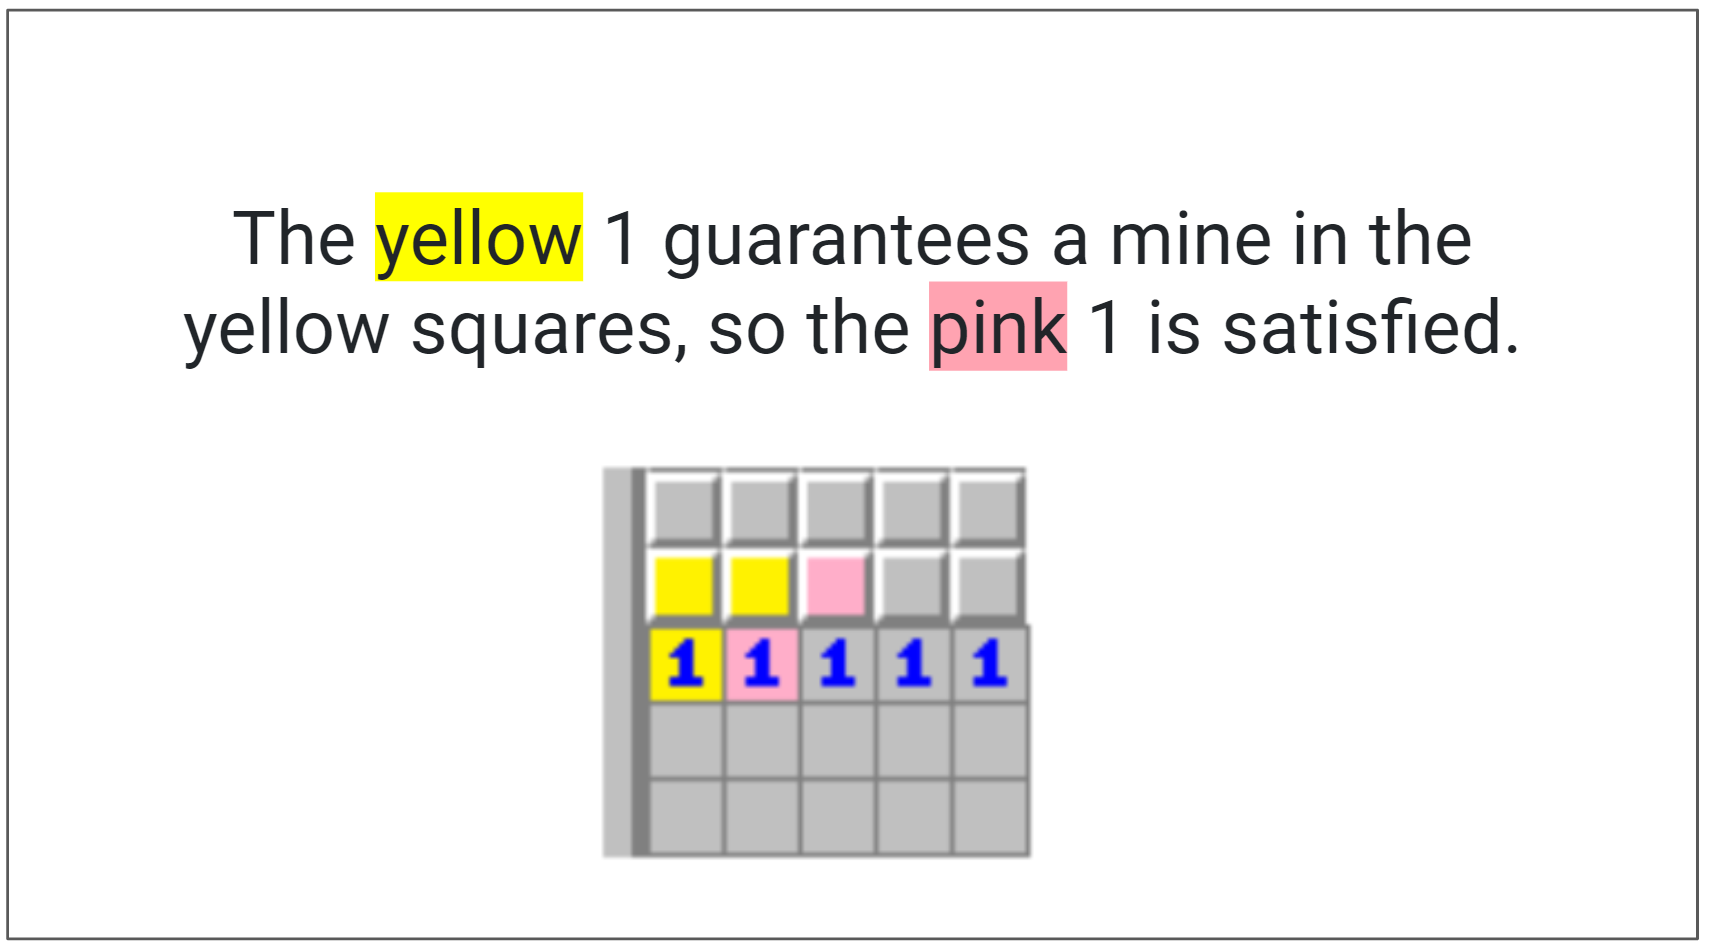 The yellow 1 guarantees a mine in the
yellow squares, so the pink 1 is satisfied.
1 1 1 1 1